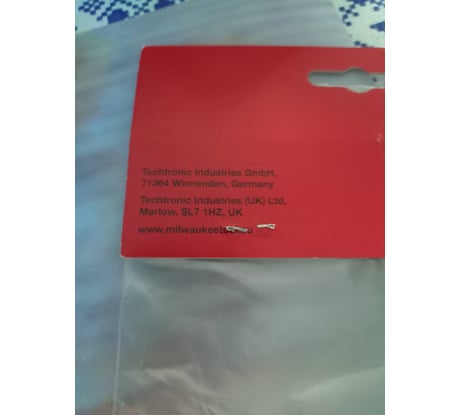 Techtronic Industries GmbH,
71364 Winnenden, Germany
Techtronic Industries (UK) Ltd,
Marlow, SL7 1HZ, UK